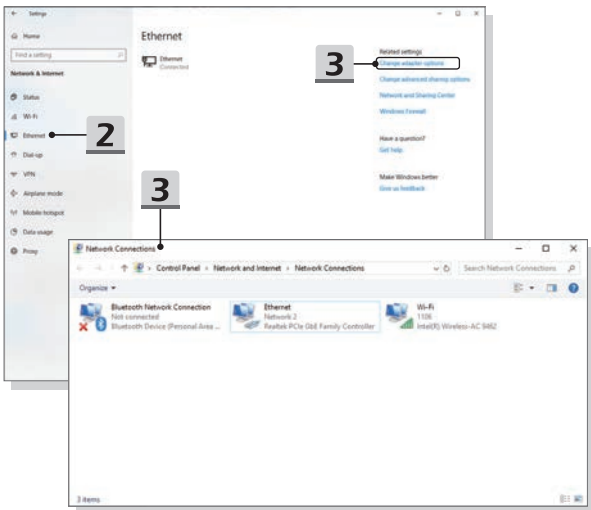 Settings
Home
Find a setting
Network & Internet
Status
Wi-Fi
Ethernet
Dial-up
VPN
Airplane mode
Mobile hotspot
Data usage
Proxy
2
Ethernet
Ethernet
Connected
3
Related settings
Change adapter options
Change advanced sharing options
Network and Sharing Center
Windows Firewall
Have a question?
Get help
Make Windows better
Give us feedback
3
Network Connections
Control Panel › Network and Internet › Network Connections
Search Network Connections
Organize
Bluetooth Network Connection
Not connected
Bluetooth Device (Personal Area ...
Ethernet
Network 2
Realtek PCIe GbE Family Controller
Wi-Fi
1106
Intel(R) Wireless-AC 9462
3 items